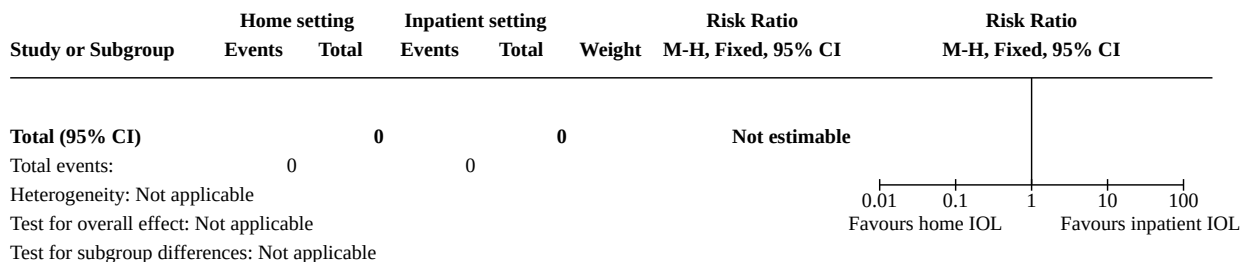 Home setting Inpatient setting Risk Ratio Risk Ratio
Study or Subgroup Events Total Events Total Weight M-H, Fixed, 95% CI M-H, Fixed, 95% CI
Total (95% CI) 0 0 Not estimable
Total events: 0 0
Heterogeneity: Not applicable
0.01 0.1 1 10 100
Test for overall effect: Not applicable Favours home IOL Favours inpatient IOL
Test for subgroup differences: Not applicable